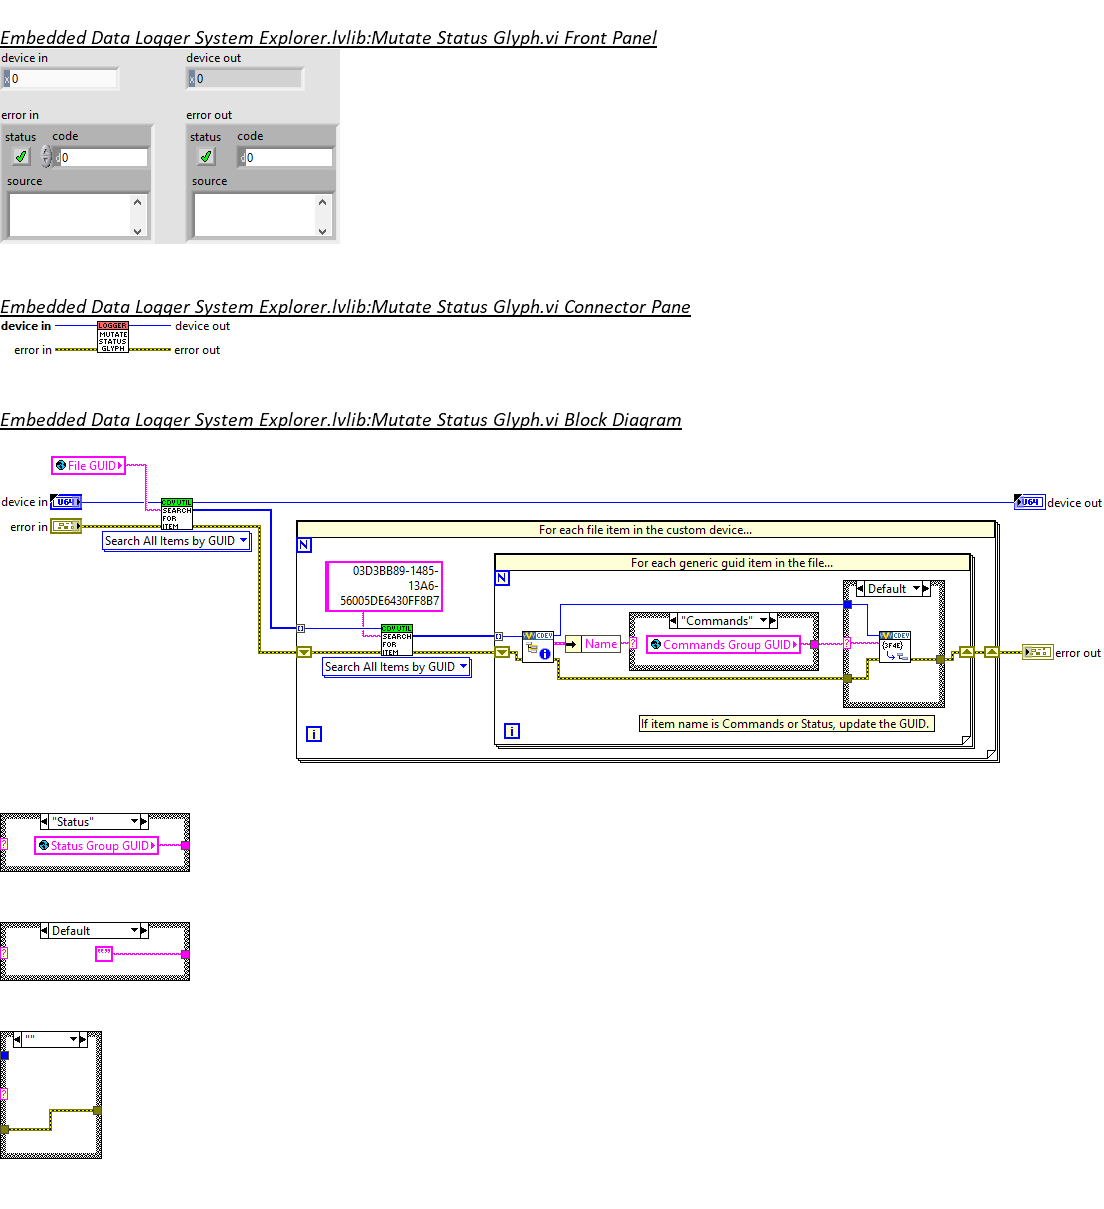 Embedded Data Logger System Explorer.lvlib:Mutate Status Glyph.vi Front Panel
device in
device out
x 0
x 0
error in
error out
status code
status code
d 0
d 0
source
source
Embedded Data Logger System Explorer.lvlib:Mutate Status Glyph.vi Connector Pane
device in
LOGGER
MUTATE
STATUS
GLYPH
device out
error in
error out
Embedded Data Logger System Explorer.lvlib:Mutate Status Glyph.vi Block Diagram
File GUID
device in
U64
CDV UTIL
SEARCH
FOR
ITEM
U64
device out
error in
Search All Items by GUID
For each file item in the custom device...
N
For each generic guid item in the file...
N
03D3BB89-1485-
13A6-
56005DE6430FF8B7
Default
"Commands"
CDV UTIL
SEARCH
FOR
ITEM
CDEV
i
Name
?
Commands Group GUID
?
CDEV
{3F4E}
error out
Search All Items by GUID
If item name is Commands or Status, update the GUID.
i
i
"Status"
?
Status Group GUID
Default
?
""
""
?